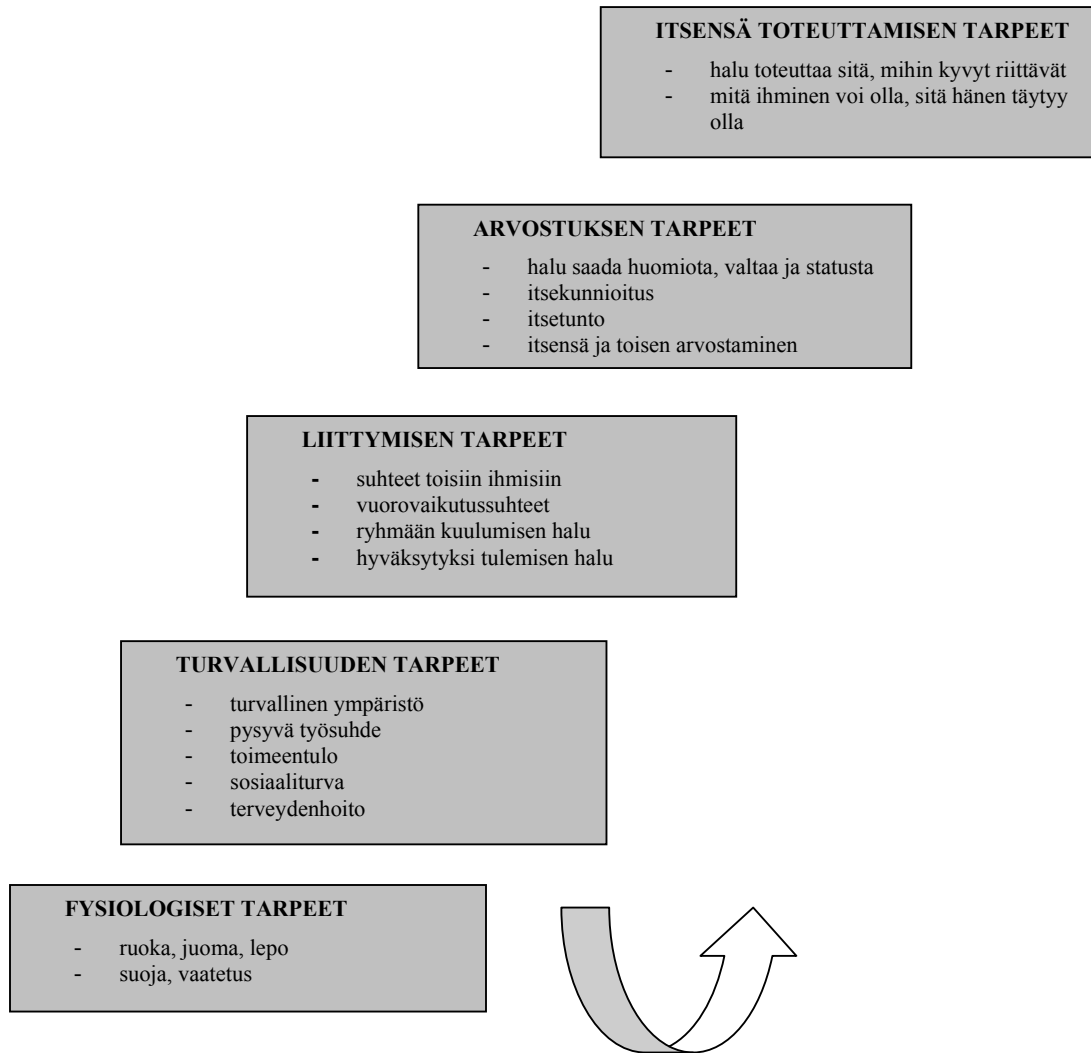 ITSENSÄ TOTEUTTAMISEN TARPEET
- halu toteuttaa sitä, mihin kyvyt riittävät
- mitä ihminen voi olla, sitä hänen täytyy
olla
ARVOSTUKSEN TARPEET
- halu saada huomiota, valtaa ja statusta
- itsekunnioitus
- itsetunto
- itsensä ja toisen arvostaminen
LIITTYMISEN TARPEET
- suhteet toisiin ihmisiin
- vuorovaikutussuhteet
- ryhmään kuulumisen halu
- hyväksytyksi tulemisen halu
TURVALLISUUDEN TARPEET
- turvallinen ympäristö
- pysyvä työsuhde
- toimeentulo
- sosiaaliturva
- terveydenhoito
FYSIOLOGISET TARPEET
- ruoka, juoma, lepo
- suoja, vaatetus